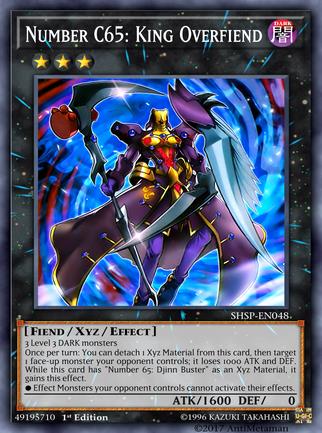 Number C65: King Overfiend
DARK
闇
SHSP-EN048
[Fiend / Xyz / Effect]
3 Level 3 DARK monsters
Once per turn: You can detach 1 Xyz Material from this card, then target
1 face-up monster your opponent controls; it loses 1000 ATK and DEF.
While this card has "Number 65: Djinn Buster" as an Xyz Material, it
gains this effect.
● Effect Monsters your opponent controls cannot activate their effects.
ATK/1600 DEF/ 0
49195710 ©1996 KAZUKI TAKAHASHI
©2017 AntiMetaman